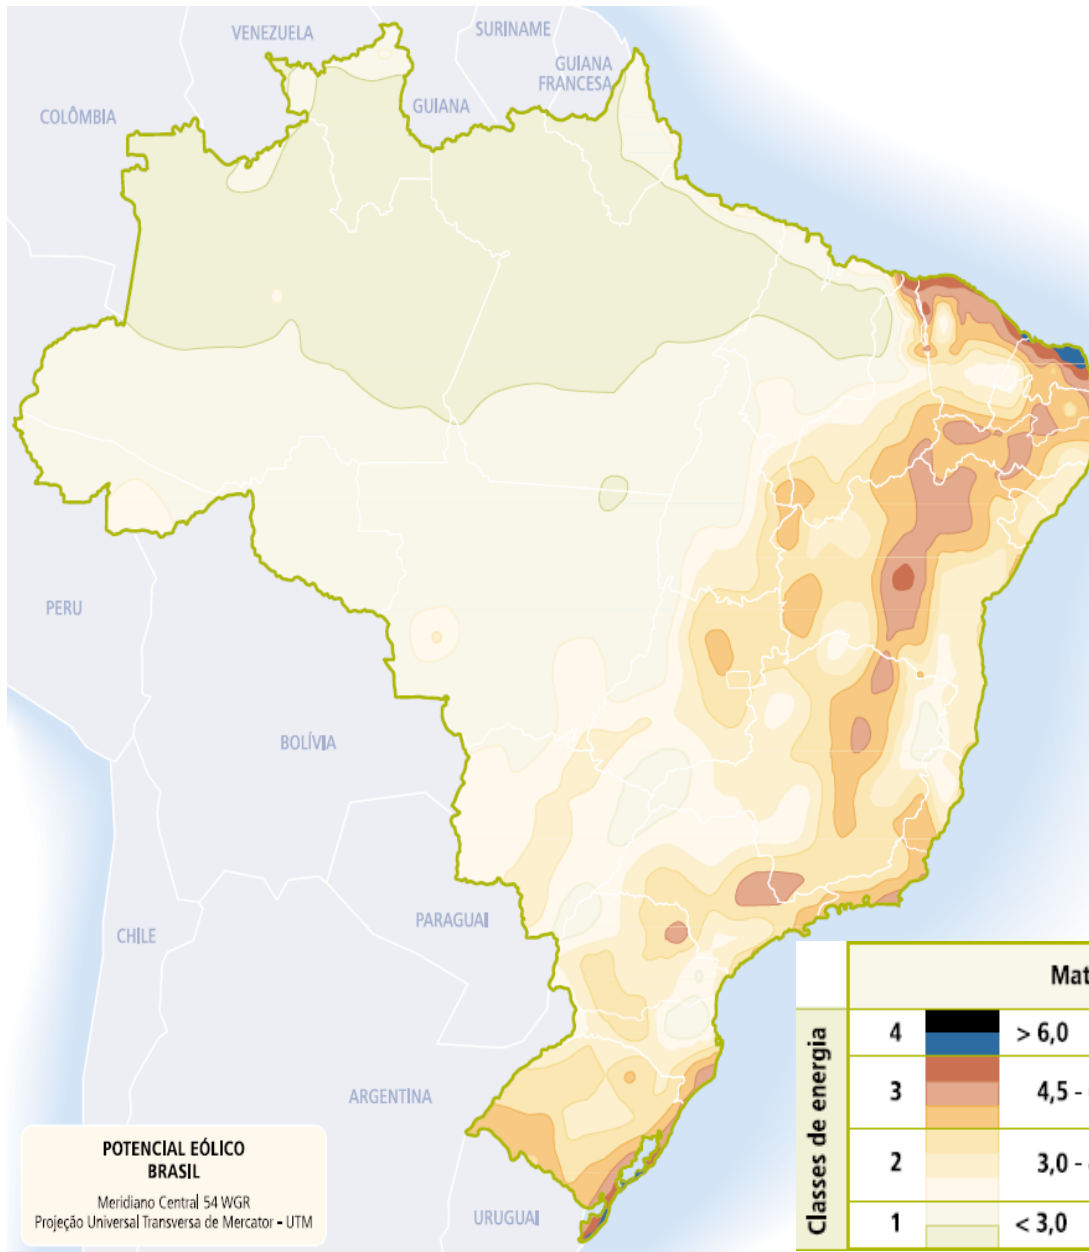 VENEZUELA
SURINAME
GUIANA
FRANCESA
COLÔMBIA
GUIANA
PERU
BOLÍVIA
PARAGUAI
CHILE
ARGENTINA
URUGUAI
POTENCIAL EÓLICO
BRASIL
Meridiano Central 54 WGR
Projeção Universal Transversa de Mercator - UTM
Mat
Classes de energia
4 > 6,0
3 4,5 -
2 3,0 -
1 < 3,0